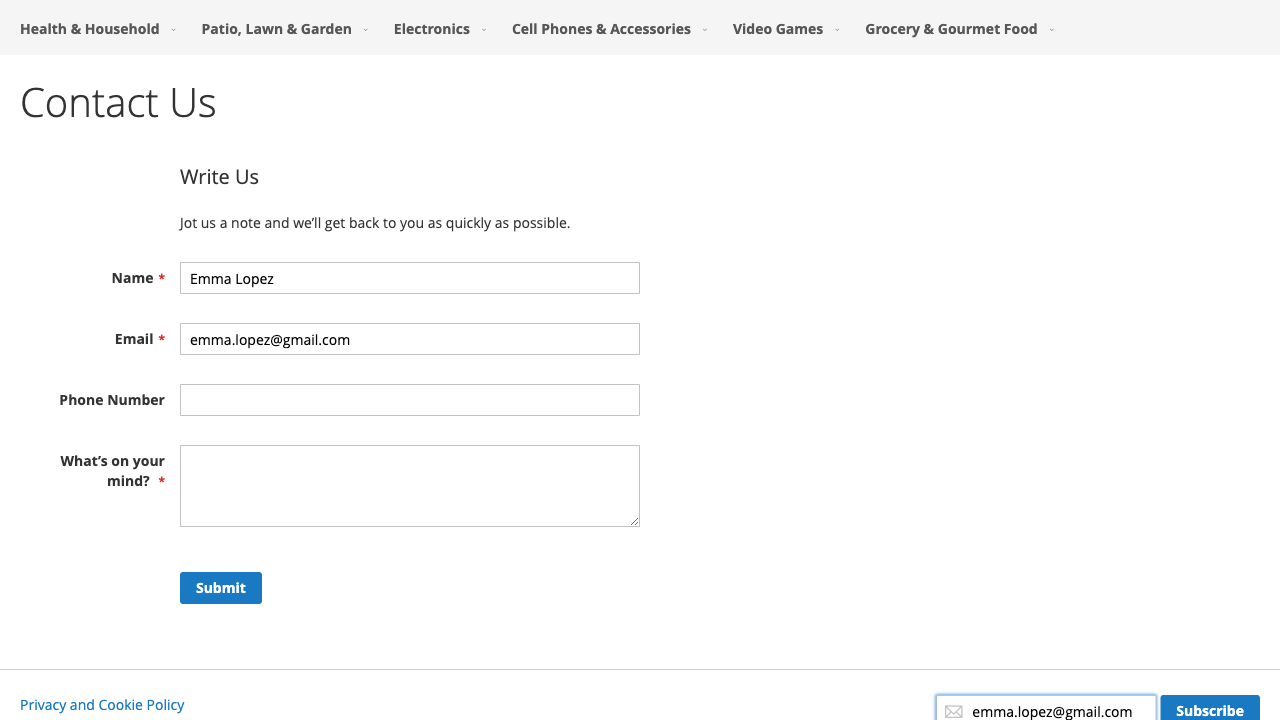 Health & Household
Patio, Lawn & Garden
Electronics
Cell Phones & Accessories
Video Games
Grocery & Gourmet Food
Contact Us
Write Us
Jot us a note and we’ll get back to you as quickly as possible.
Name *
Emma Lopez
Email *
emma.lopez@gmail.com
Phone Number
What’s on your
mind? *
Submit
Privacy and Cookie Policy
emma.lopez@gmail.com
Subscribe